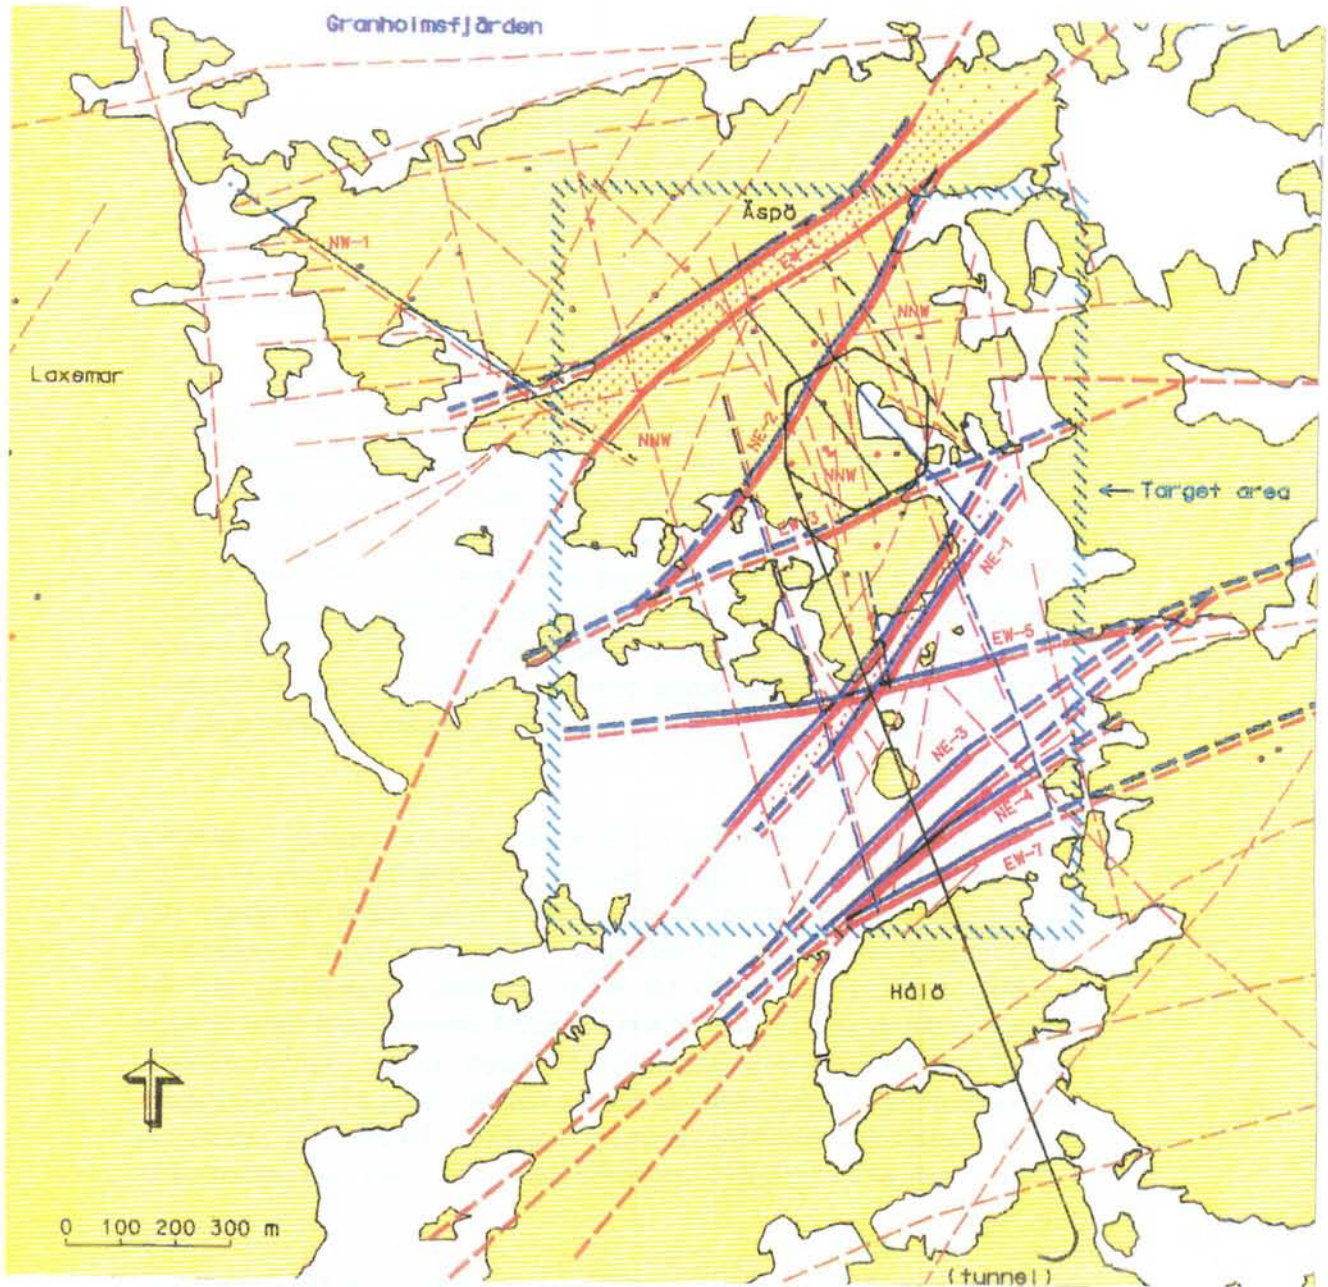 Granholmsfjärden
Äspö
NW-1
EW-1
NNW
Laxemar
NE-2
NNW
NNW
Target area
EW-3
NE-1
EW-5
NE-3
NE-4
EW-7
Hålö
0 100 200 300 m
(tunnel)